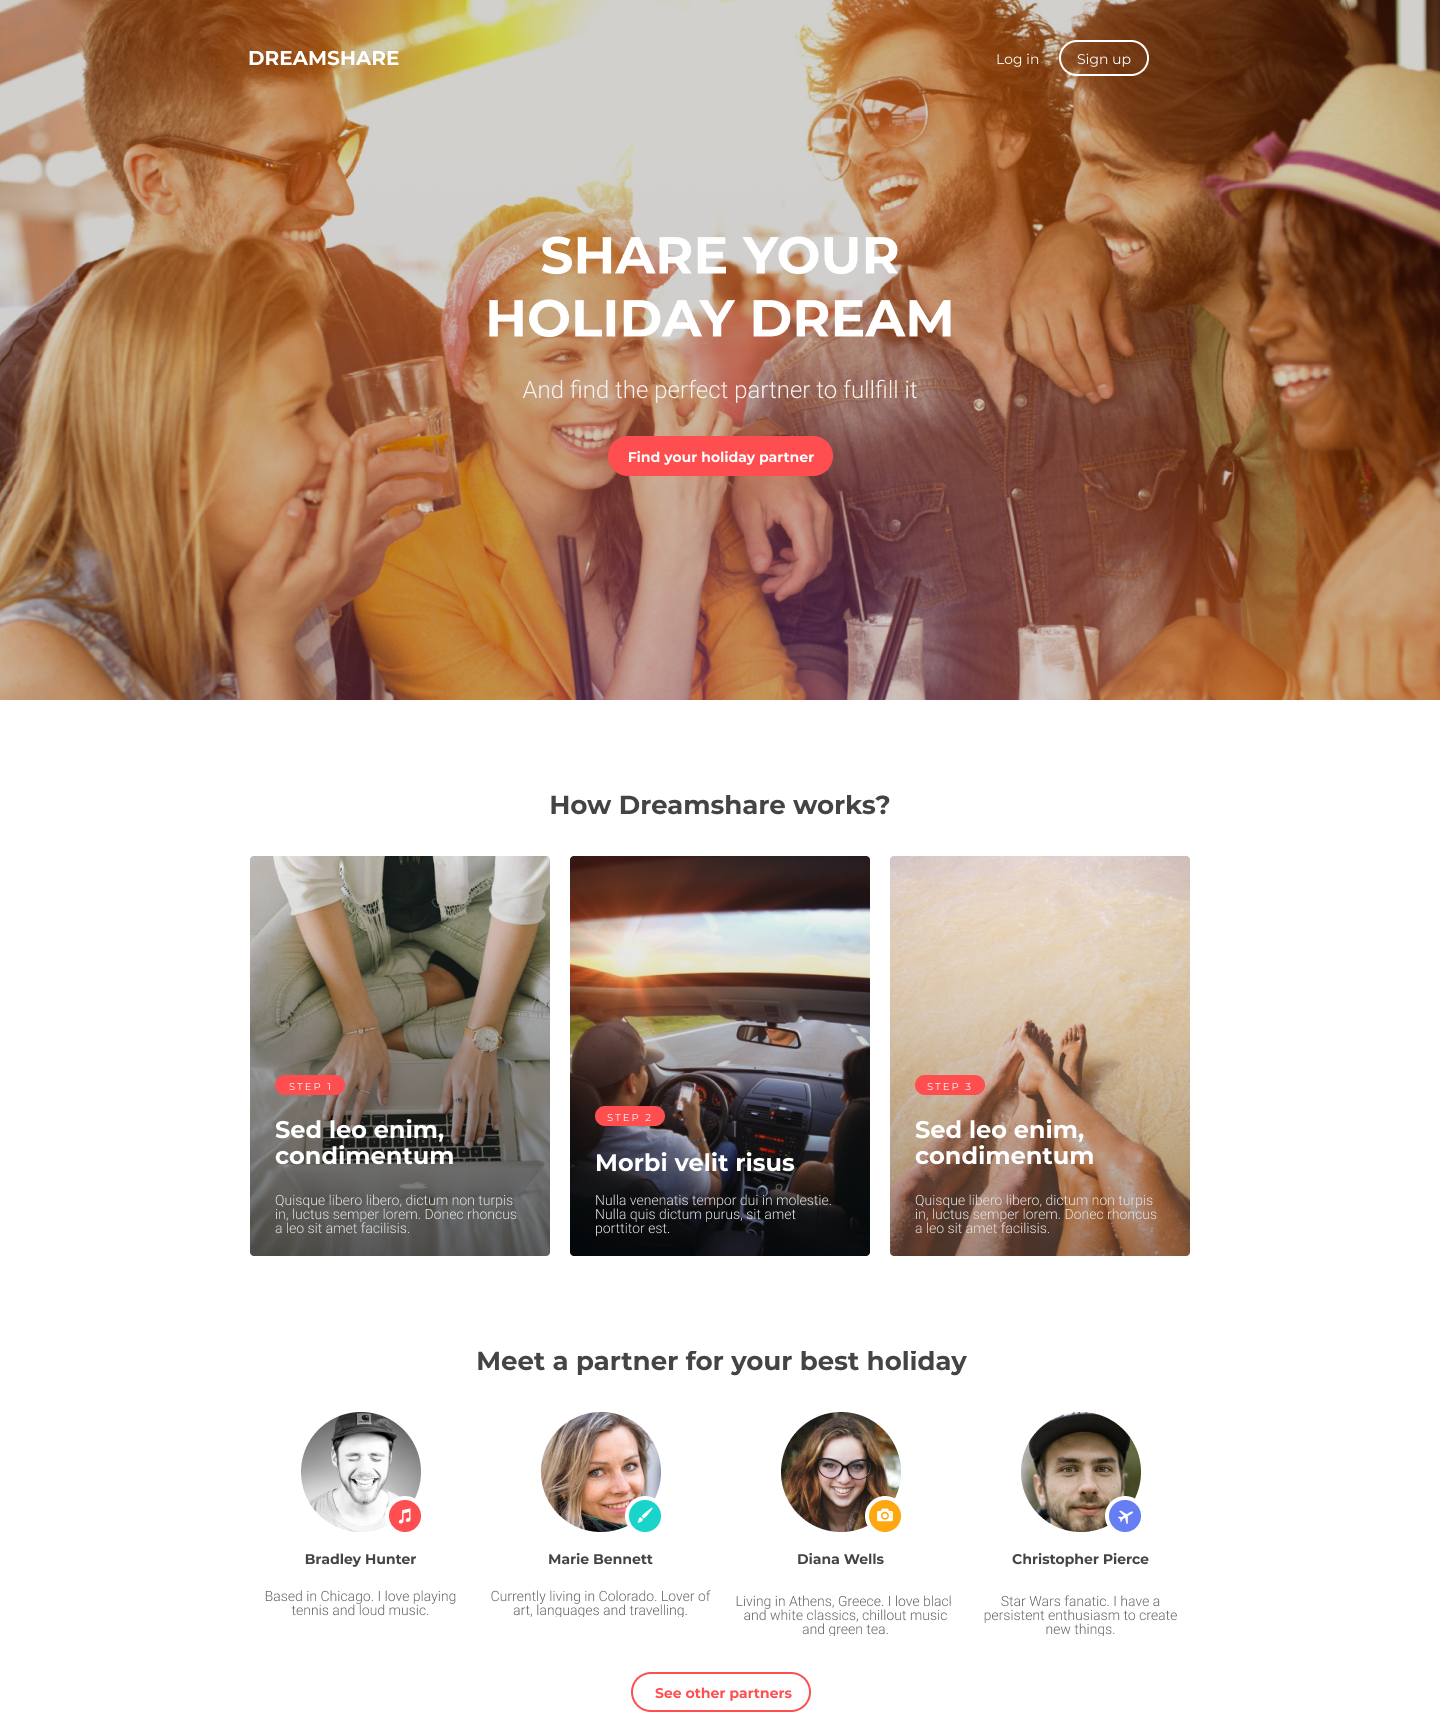 DREAMSHARE
Log in
Sign up
SHARE YOUR
HOLIDAY DREAM
And find the perfect partner to fullfill it
Find your holiday partner
How Dreamshare works?
STEP 1
Sed leo enim,
condimentum
Quisque libero libero, dictum non turpis
in, luctus semper lorem. Donec rhoncus
a leo sit amet facilisis.
STEP 2
Morbi velit risus
Nulla venenatis tempor dui in molestie.
Nulla quis dictum purus, sit amet
porttitor est.
STEP 3
Sed leo enim,
condimentum
Quisque libero libero, dictum non turpis
in, luctus semper lorem. Donec rhoncus
a leo sit amet facilisis.
Meet a partner for your best holiday
Bradley Hunter
Based in Chicago. I love playing
tennis and loud music.
Marie Bennett
Currently living in Colorado. Lover of
art, languages and travelling.
Diana Wells
Living in Athens, Greece. I love blacl
and white classics, chillout music
and green tea.
Christopher Pierce
Star Wars fanatic. I have a
persistent enthusiasm to create
new things.
See other partners